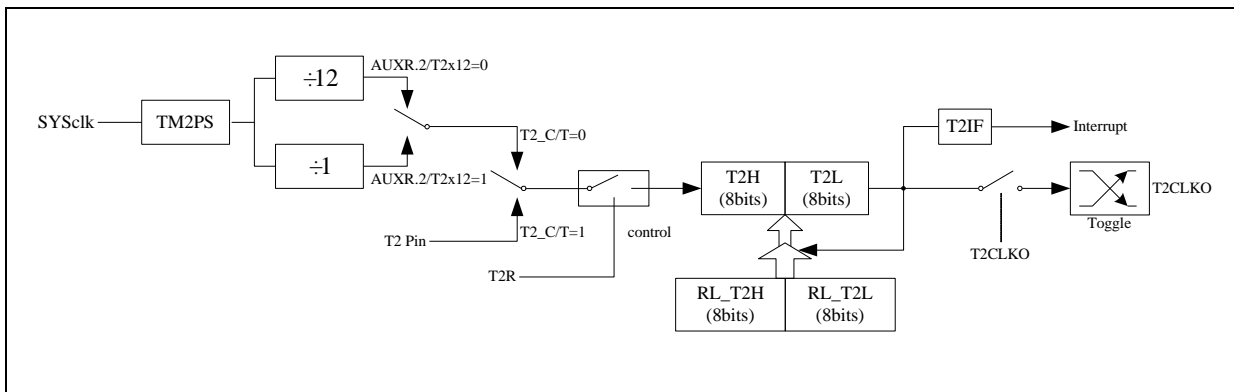 ÷12
AUXR.2/T2x12=0
SYSclk
TM2PS
T2_C/T=0
T2IF
Interrupt
÷1
AUXR.2/T2x12=1
T2H
(8bits)
T2L
(8bits)
T2CLKO
Toggle
T2 Pin
T2_C/T=1
control
T2CLKO
T2R
RL_T2H
(8bits)
RL_T2L
(8bits)